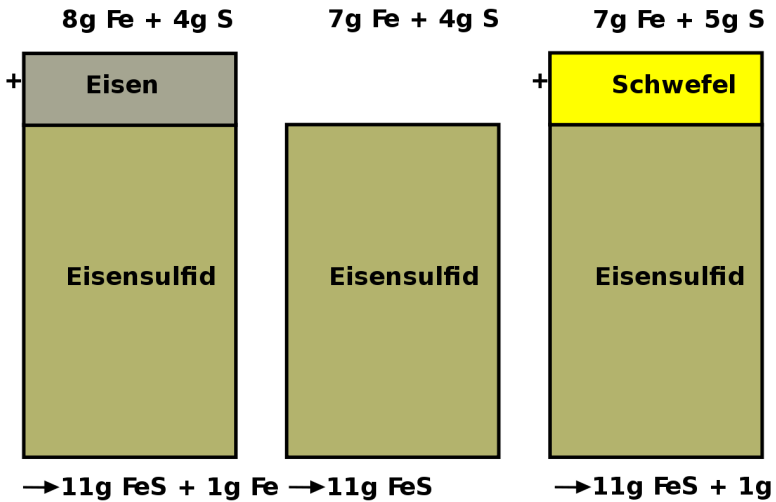 8g Fe + 4g S
7g Fe + 4g S
7g Fe + 5g S
+
Eisen
+
Schwefel
Eisensulfid
Eisensulfid
Eisensulfid
→11g FeS + 1g Fe
→11g FeS
→11g FeS + 1g